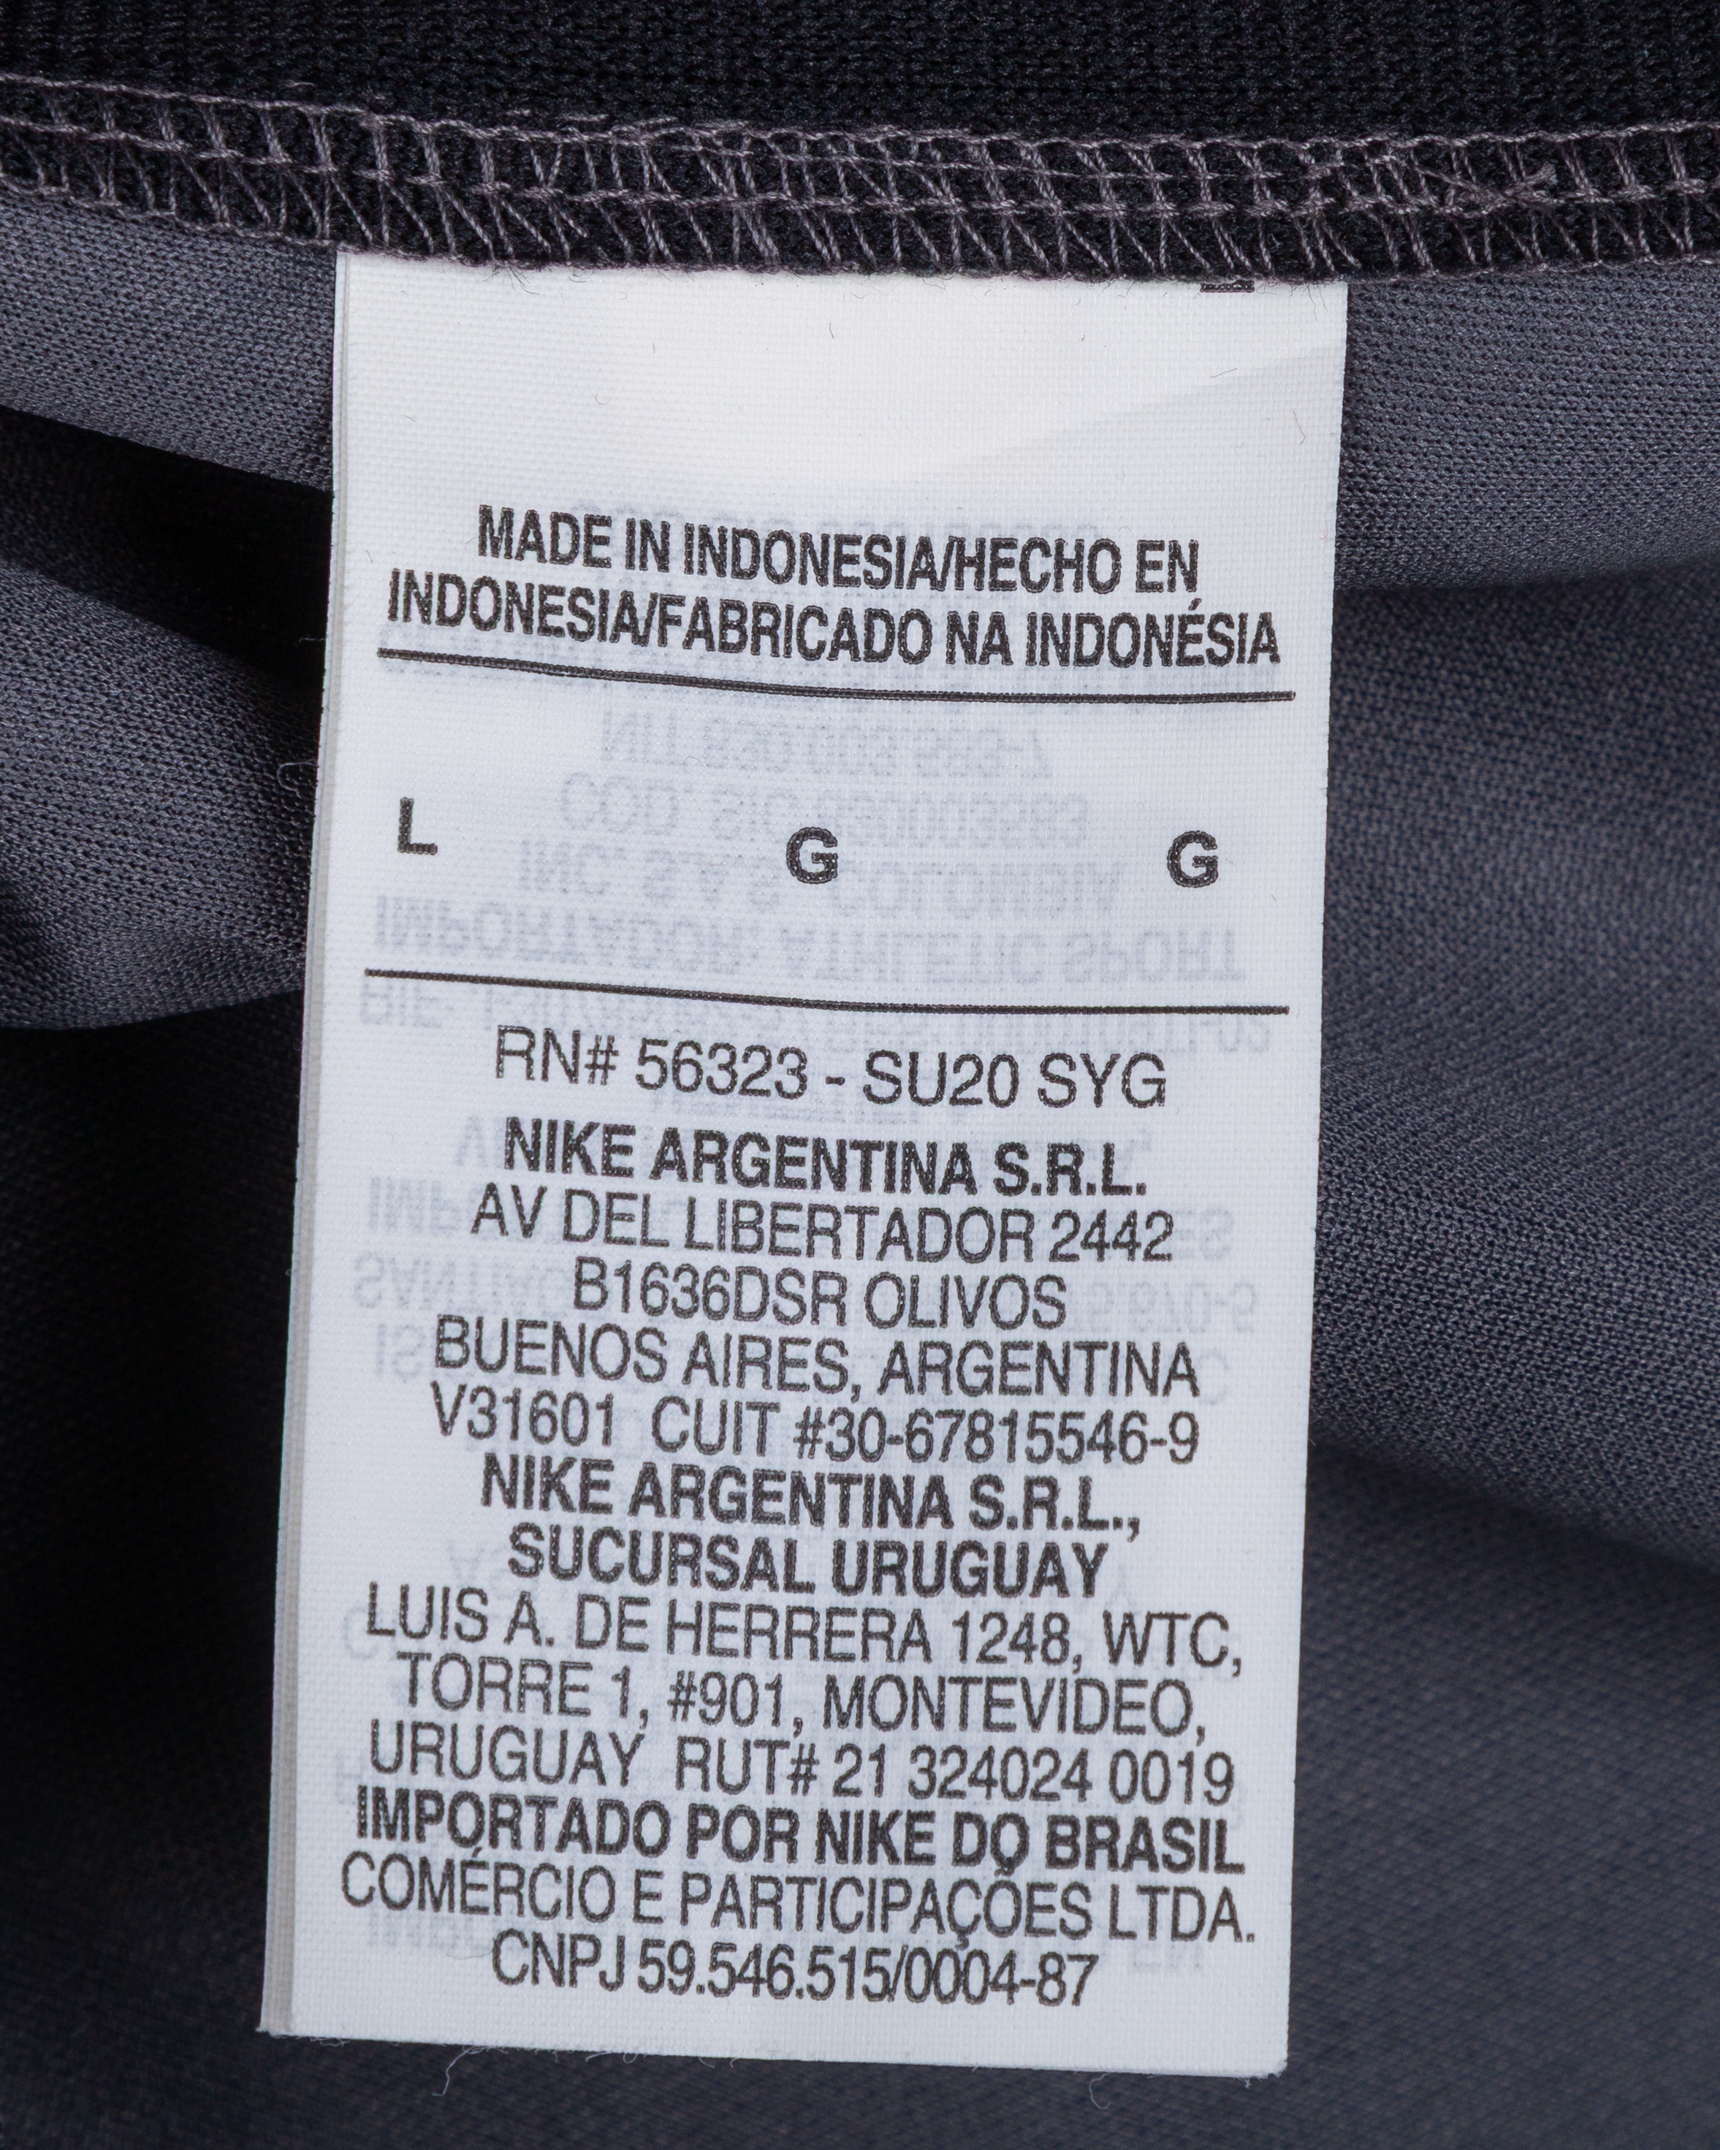 MADE IN INDONESIA/HECHO EN
INDONESIA/FABRICADO NA INDONÉSIA
L G G
RN# 56323 - SU20 SYG
NIKE ARGENTINA S.R.L.
AV DEL LIBERTADOR 2442
B1636DSR OLIVOS
BUENOS AIRES, ARGENTINA
V31601 CUIT #30-67815546-9
NIKE ARGENTINA S.R.L.,
SUCURSAL URUGUAY
LUIS A. DE HERRERA 1248, WTC,
TORRE 1, #901, MONTEVIDEO,
URUGUAY RUT# 21 324024 0019
IMPORTADO POR NIKE DO BRASIL
COMÉRCIO E PARTICIPAÇÕES LTDA.
CNPJ 59.546.515/0004-87